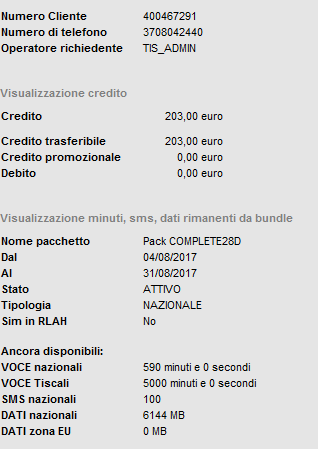 Numero Cliente 400467291
Numero di telefono 3708042440
Operatore richiedente TIS_ADMIN
Visualizzazione credito
Credito 203,00 euro
Credito trasferibile 203,00 euro
Credito promozionale 0,00 euro
Debito 0,00 euro
Visualizzazione minuti, sms, dati rimanenti da bundle
Nome pacchetto Pack COMPLETE28D
Dal 04/08/2017
Al 31/08/2017
Stato ATTIVO
Tipologia NAZIONALE
Sim in RLAH No
Ancora disponibili:
VOCE nazionali 590 minuti e 0 secondi
VOCE Tiscali 5000 minuti e 0 secondi
SMS nazionali 100
DATI nazionali 6144 MB
DATI zona EU 0 MB